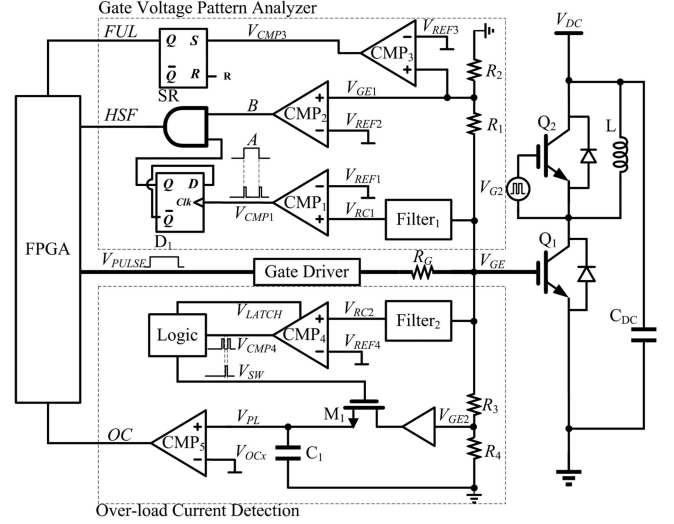 Gate Voltage Pattern Analyzer
FUL
Q S
Q̅ R
R
SR
V_CMP3
CMP3
V_REF3
R2
R1
HSF
B
CMP2
V_GE1
V_REF2
A
Q D
Clk
Q̅
D1
V_CMP1
CMP1
V_REF1
V_RC1
Filter1
FPGA
V_PULSE
Gate Driver
R_G
V_GE
V_DC
Q2
L
V_G2
Q1
C_DC
V_LATCH
Logic
V_CMP4
V_SW
CMP4
V_RC2
V_REF4
Filter2
M1
V_GE2
R3
R4
OC
CMP5
V_PL
V_OCx
C1
Over-load Current Detection